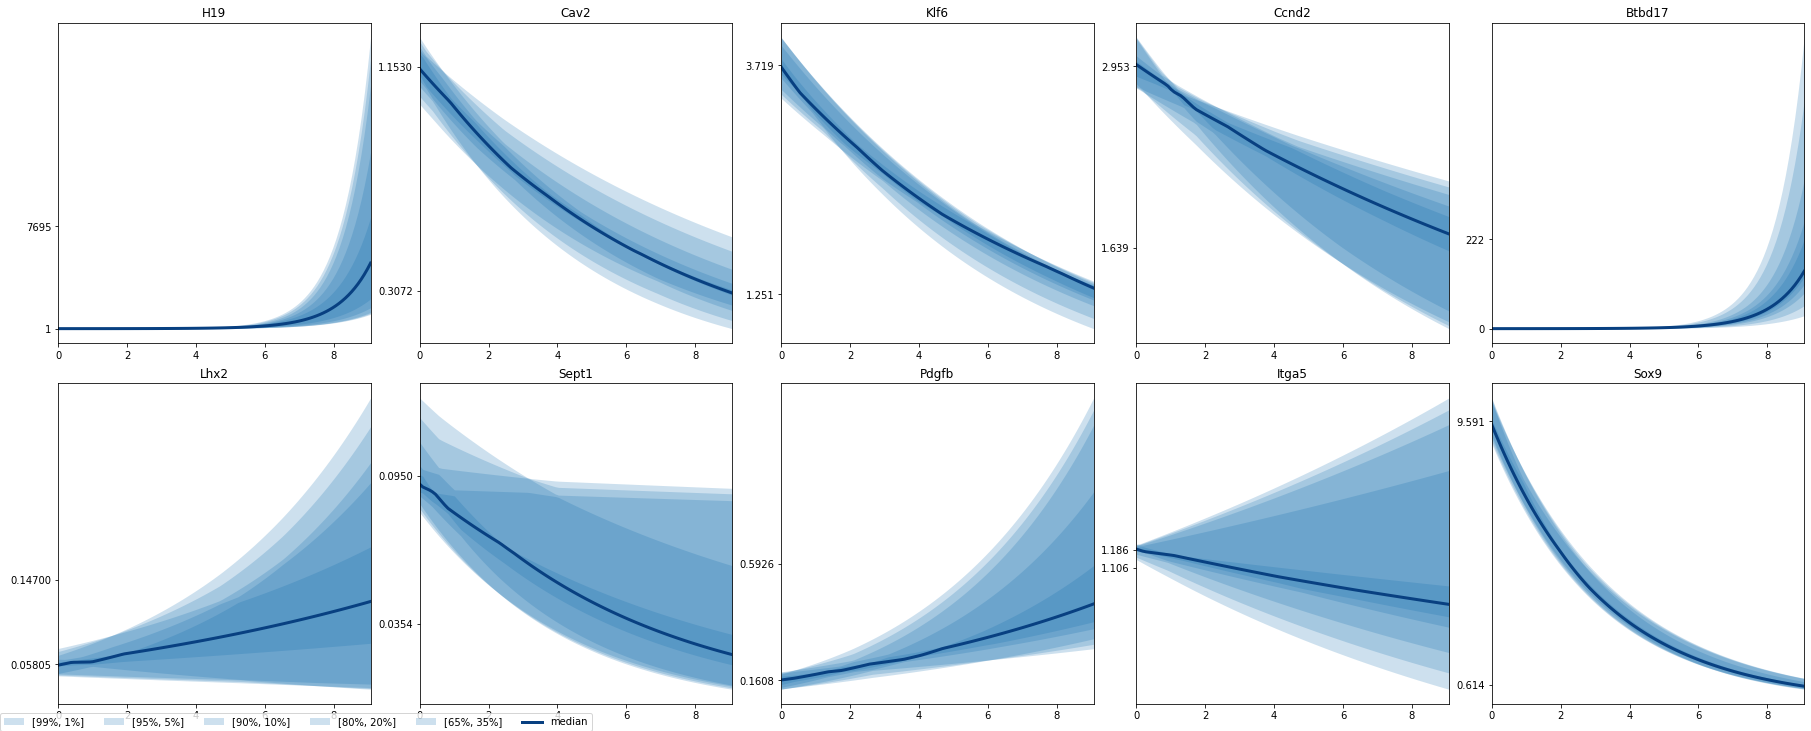 H19 Cav2 Klf6 Ccnd2 Btbd17
7695
1
0 2 4 6 8
1.1530
0.3072
0 2 4 6 8
3.719
1.251
0 2 4 6 8
2.953
1.639
0 2 4 6 8
222
0
0 2 4 6 8
Lhx2 Sept1 Pdgfb Itga5 Sox9
0.14700
0.05805
0 2 4 6 8
0.0950
0.0354
0 2 4 6 8
0.5926
0.1608
0 2 4 6 8
1.186
1.106
0 2 4 6 8
9.591
0.614
0 2 4 6 8
[99%, 1%] [95%, 5%] [90%, 10%] [80%, 20%] [65%, 35%] median